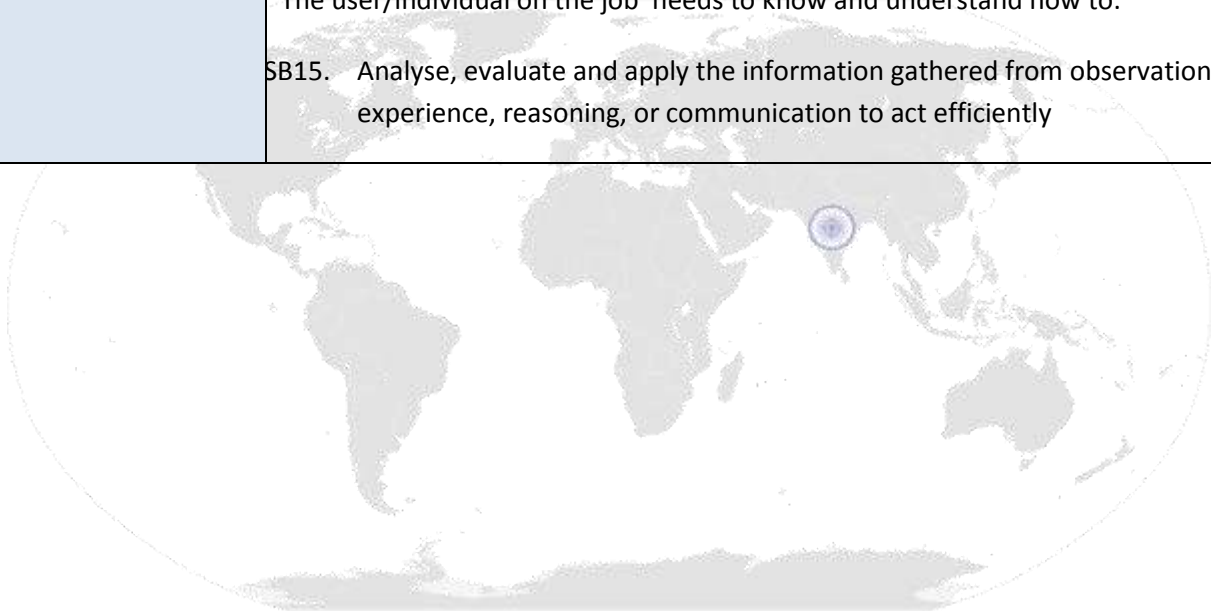 The user/individual on the job needs to know and understand how to:
SB15. Analyse, evaluate and apply the information gathered from observation
experience, reasoning, or communication to act efficiently